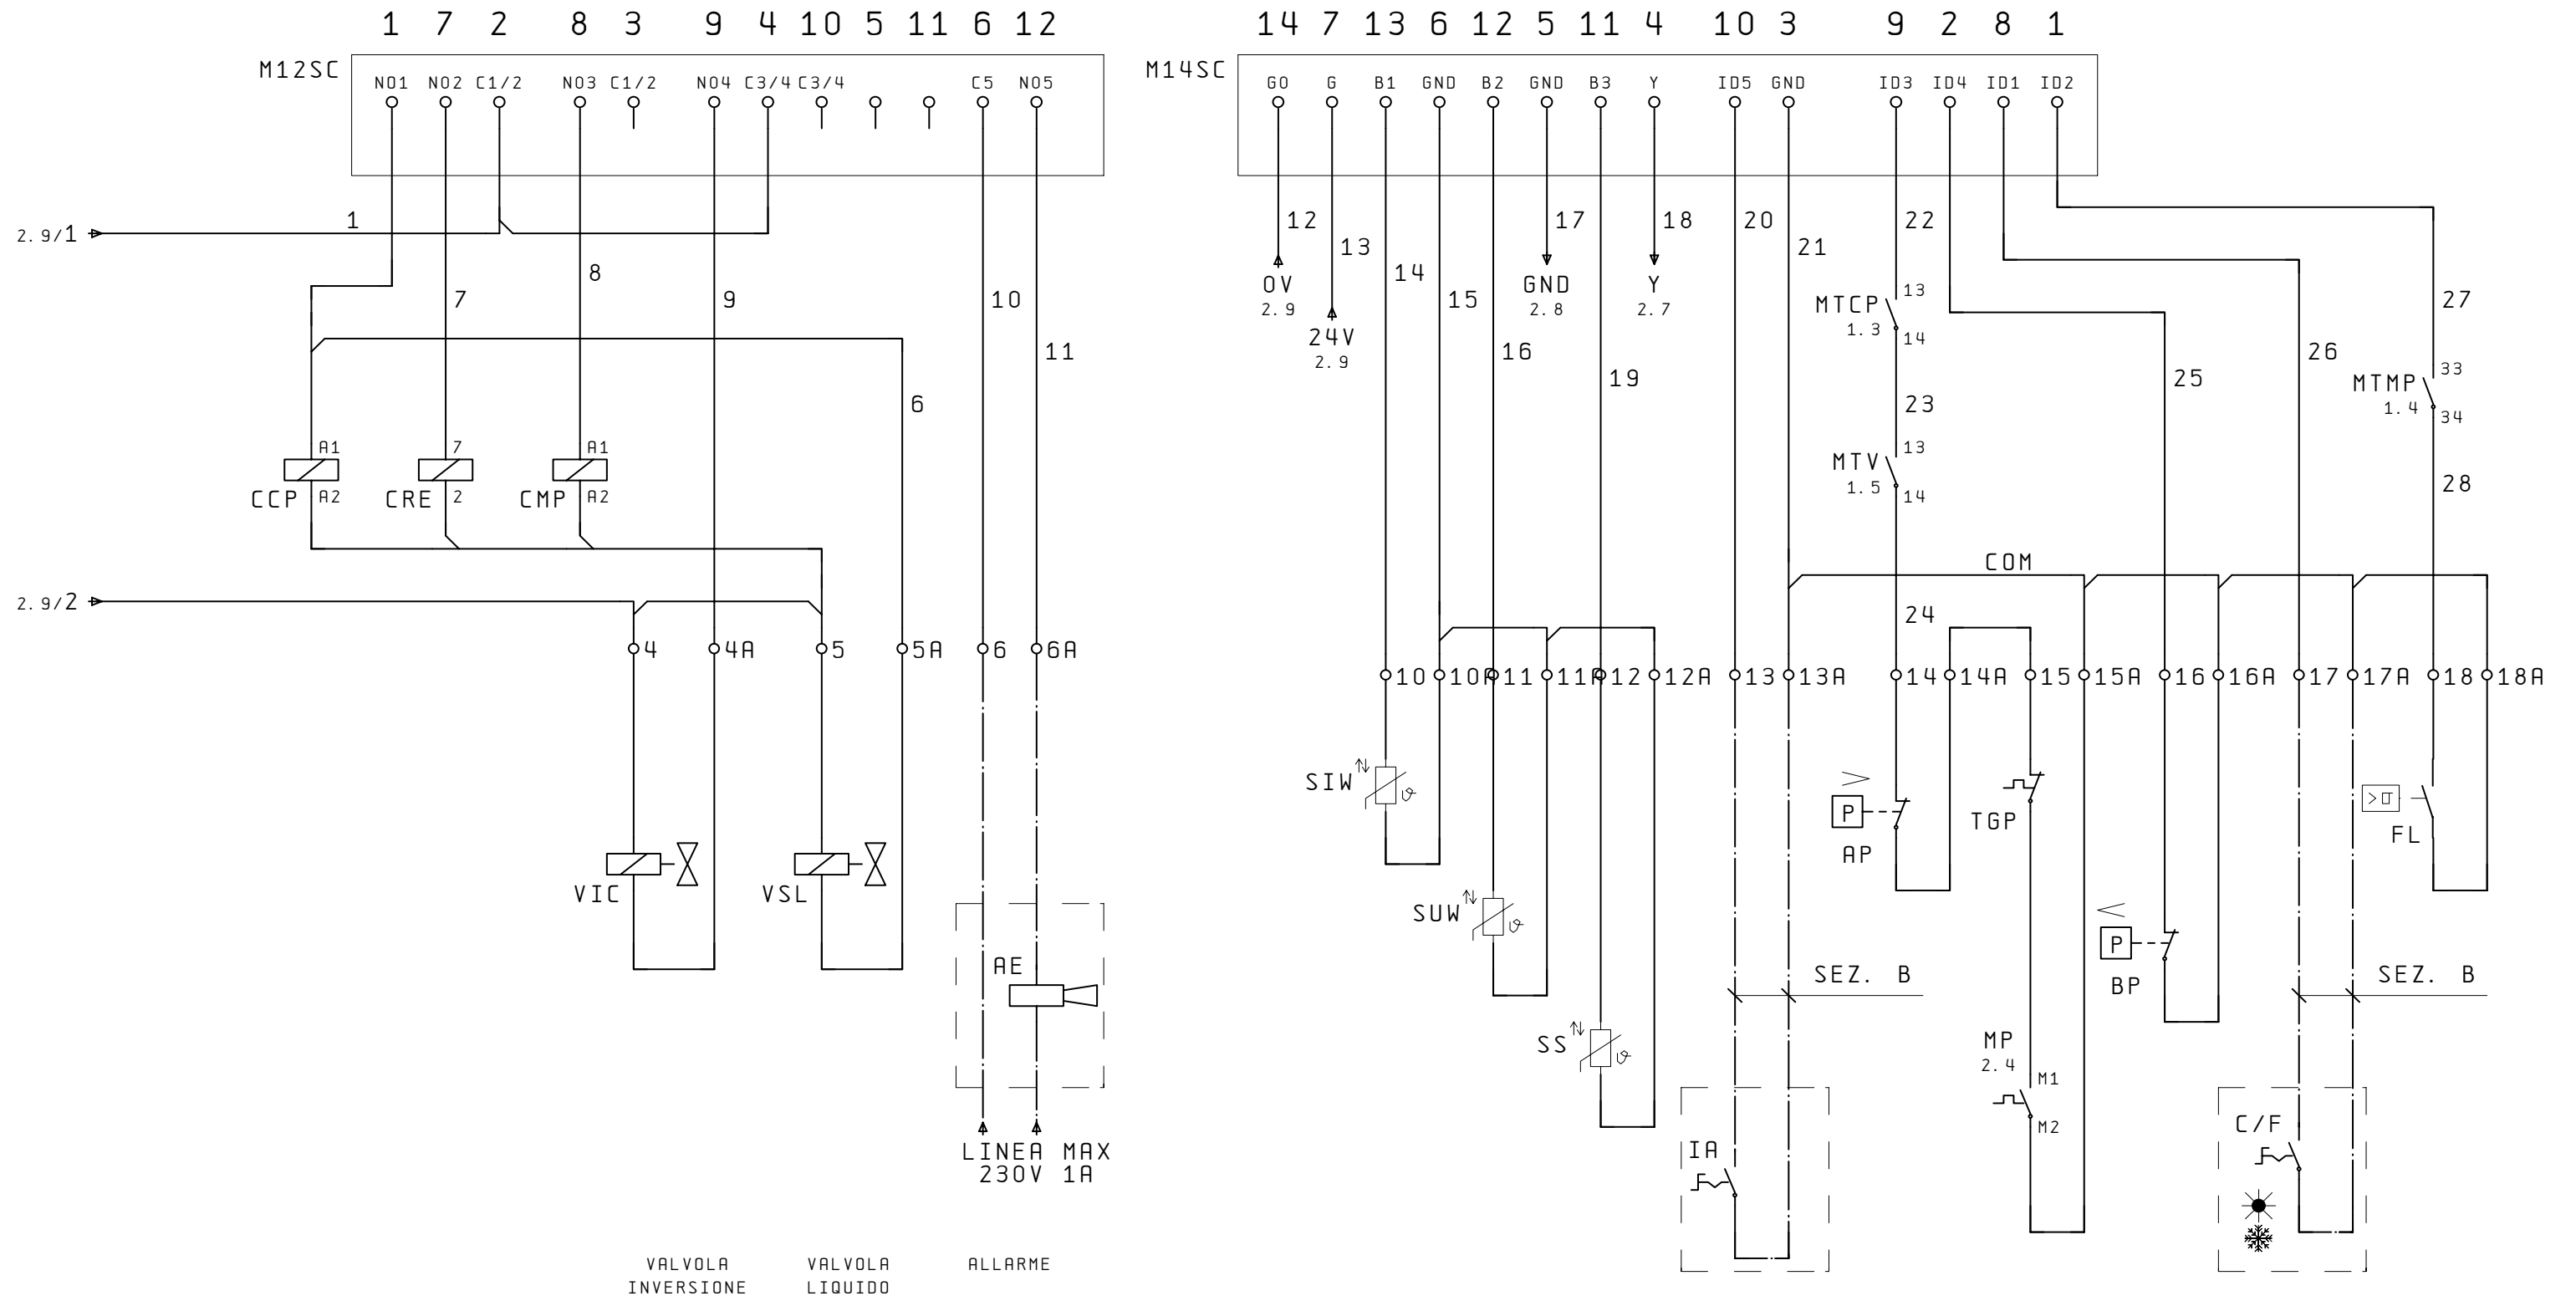 1 7 2 8 3 9 4 10 5 11 6 12 14 7 13 6 12 5 11 4 10 3 9 2 8 1
M12SC NO1 NO2 C1/2 NO3 C1/2 NO4 C3/4 C3/4 C5 NO5
M14SC G0 G B1 GND B2 GND B3 Y ID5 GND ID3 ID4 ID1 ID2
2.9/1 1
12 17 18 20 22
13 21
8 14
0V GND Y
2.9 2.8 2.7
7 9 10 15 27
MTCP 13
1.3 14
24V
2.9
11 16 26
19 25
MTMP 33
1.4 34
6 23
A1 7 A1
CCP A2 CRE 2 CMP A2
MTV 13
1.5 14
28
COM
2.9/2
24
4 4A 5 5A 6 6A
10 10A 11 11A 12 12A 13 13A 14 14A 15 15A 16 16A 17 17A 18 18A
SIW ϑ
>
P
AP
TGP
>
FL
VIC VSL
SUW ϑ
<
P
BP
AE
SEZ. B SEZ. B
SS ϑ
MP
2.4
M1
M2
LINEA MAX
230V 1A
IA
C/F
VALVOLA
INVERSIONE
VALVOLA
LIQUIDO
ALLARME